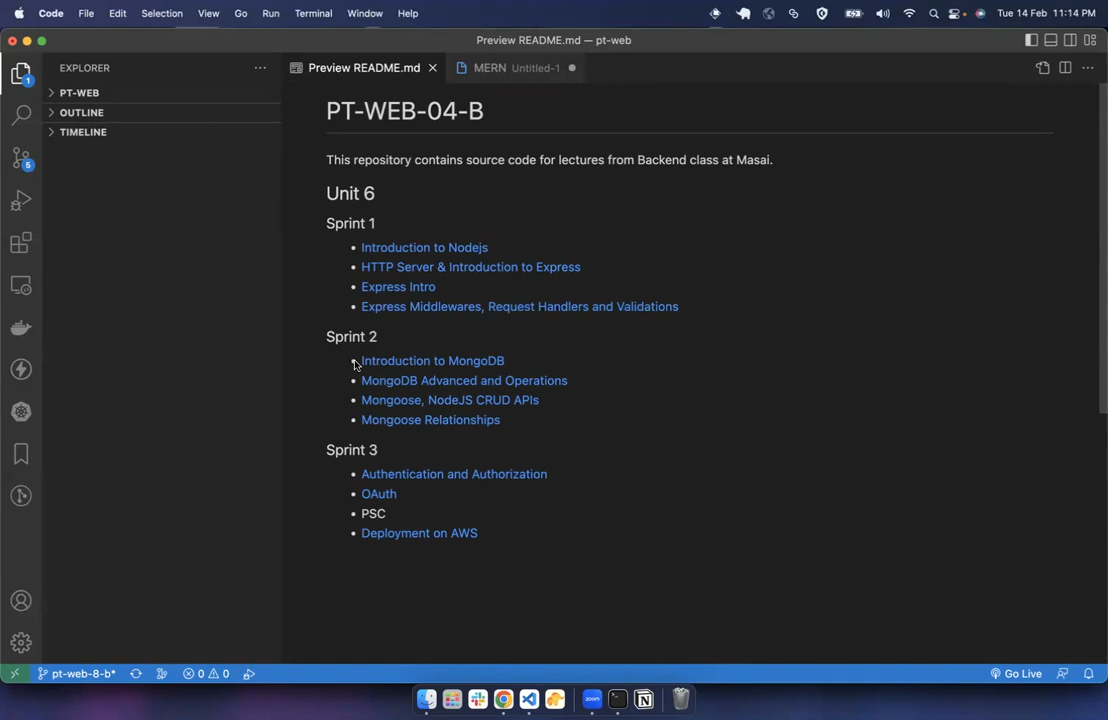 Code File Edit Selection View Go Run Terminal Window Help Tue 14 Feb 11:14 PM
Preview README.md — pt-web
EXPLORER
Preview README.md
MERN Untitled-1
PT-WEB
OUTLINE
TIMELINE
1
5
PT-WEB-04-B
This repository contains source code for lectures from Backend class at Masai.
Unit 6
Sprint 1
Introduction to Nodejs
HTTP Server & Introduction to Express
Express Intro
Express Middlewares, Request Handlers and Validations
Sprint 2
Introduction to MongoDB
MongoDB Advanced and Operations
Mongoose, NodeJS CRUD APIs
Mongoose Relationships
Sprint 3
Authentication and Authorization
OAuth
PSC
Deployment on AWS
pt-web-8-b* 0 0 Go Live
zoom